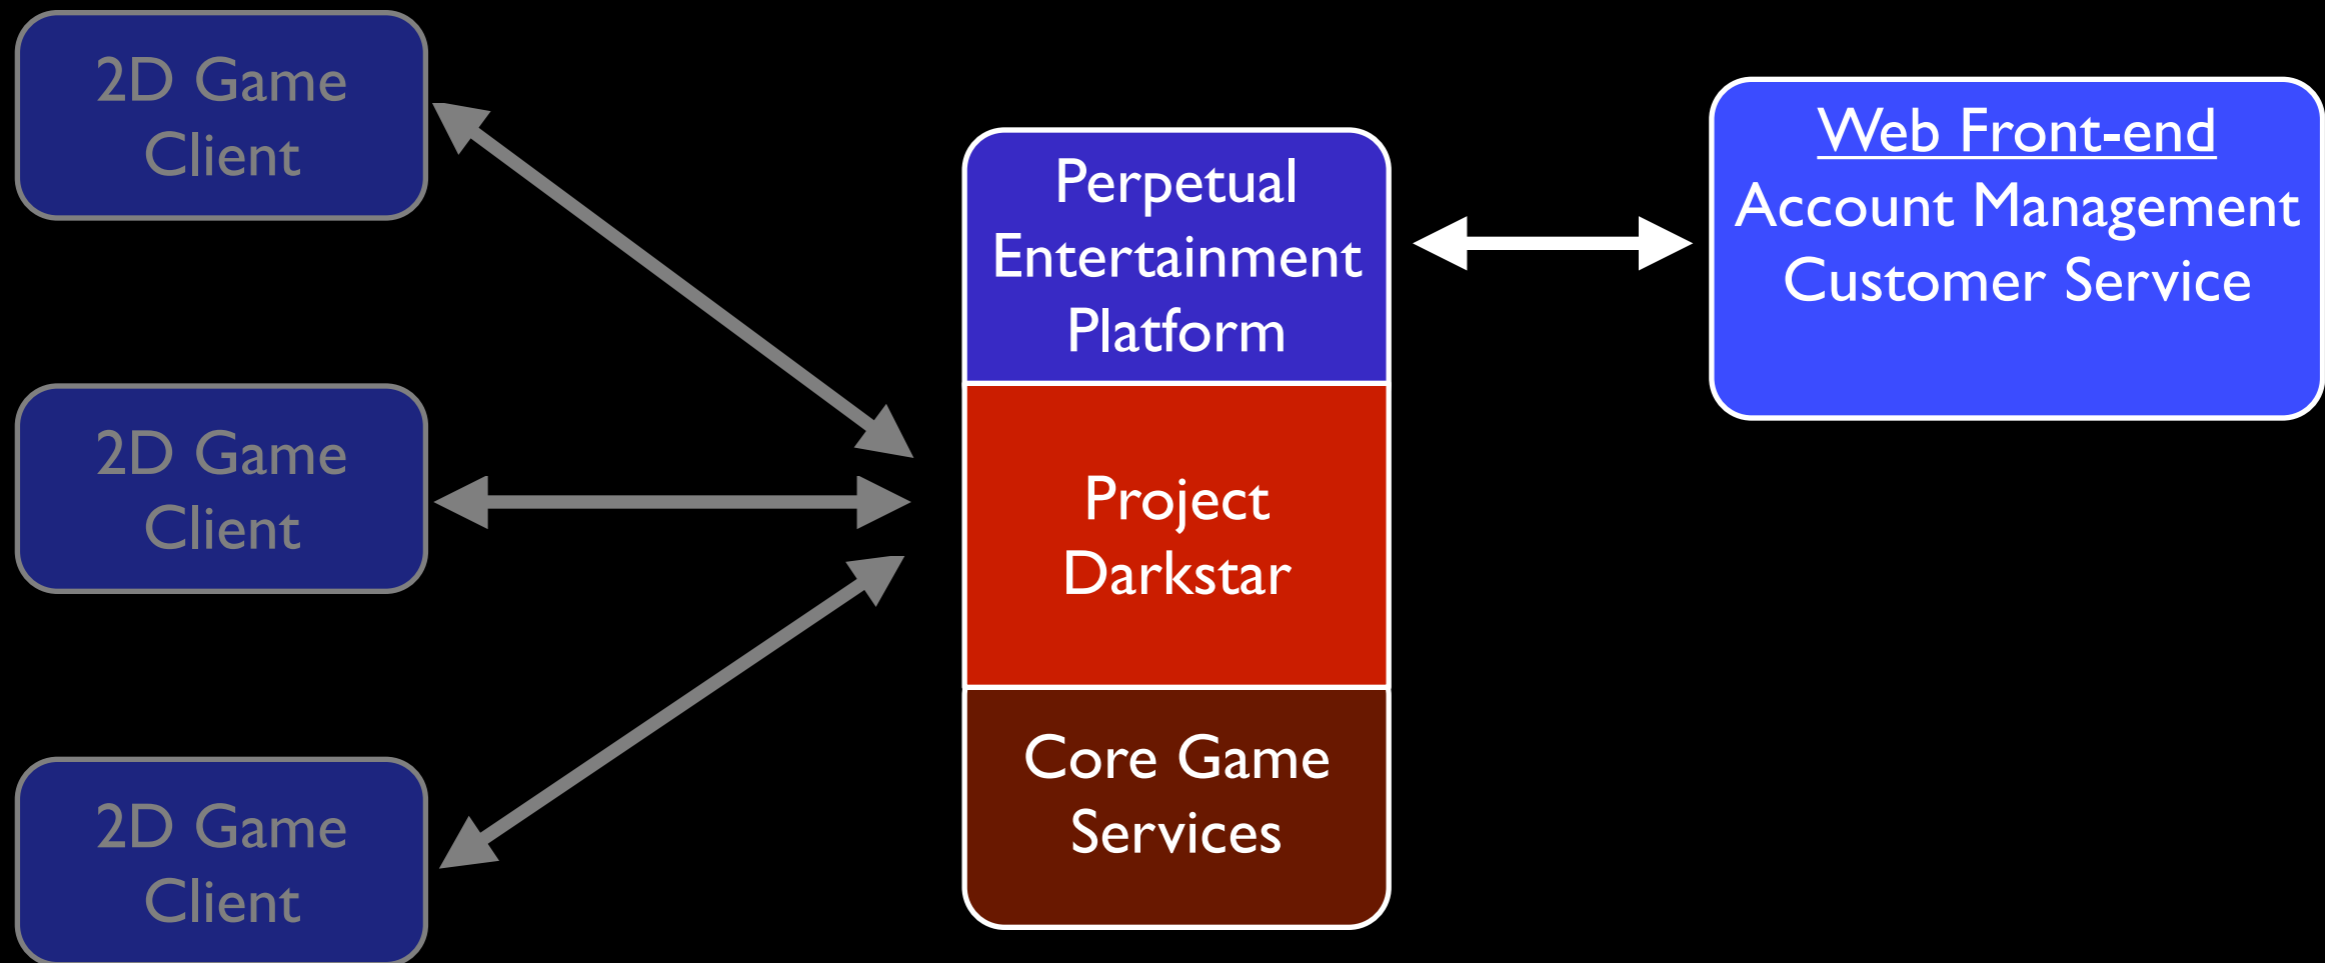 2D Game
Client
2D Game
Client
2D Game
Client
Perpetual
Entertainment
Platform
Project
Darkstar
Core Game
Services
Web Front-end
Account Management
Customer Service